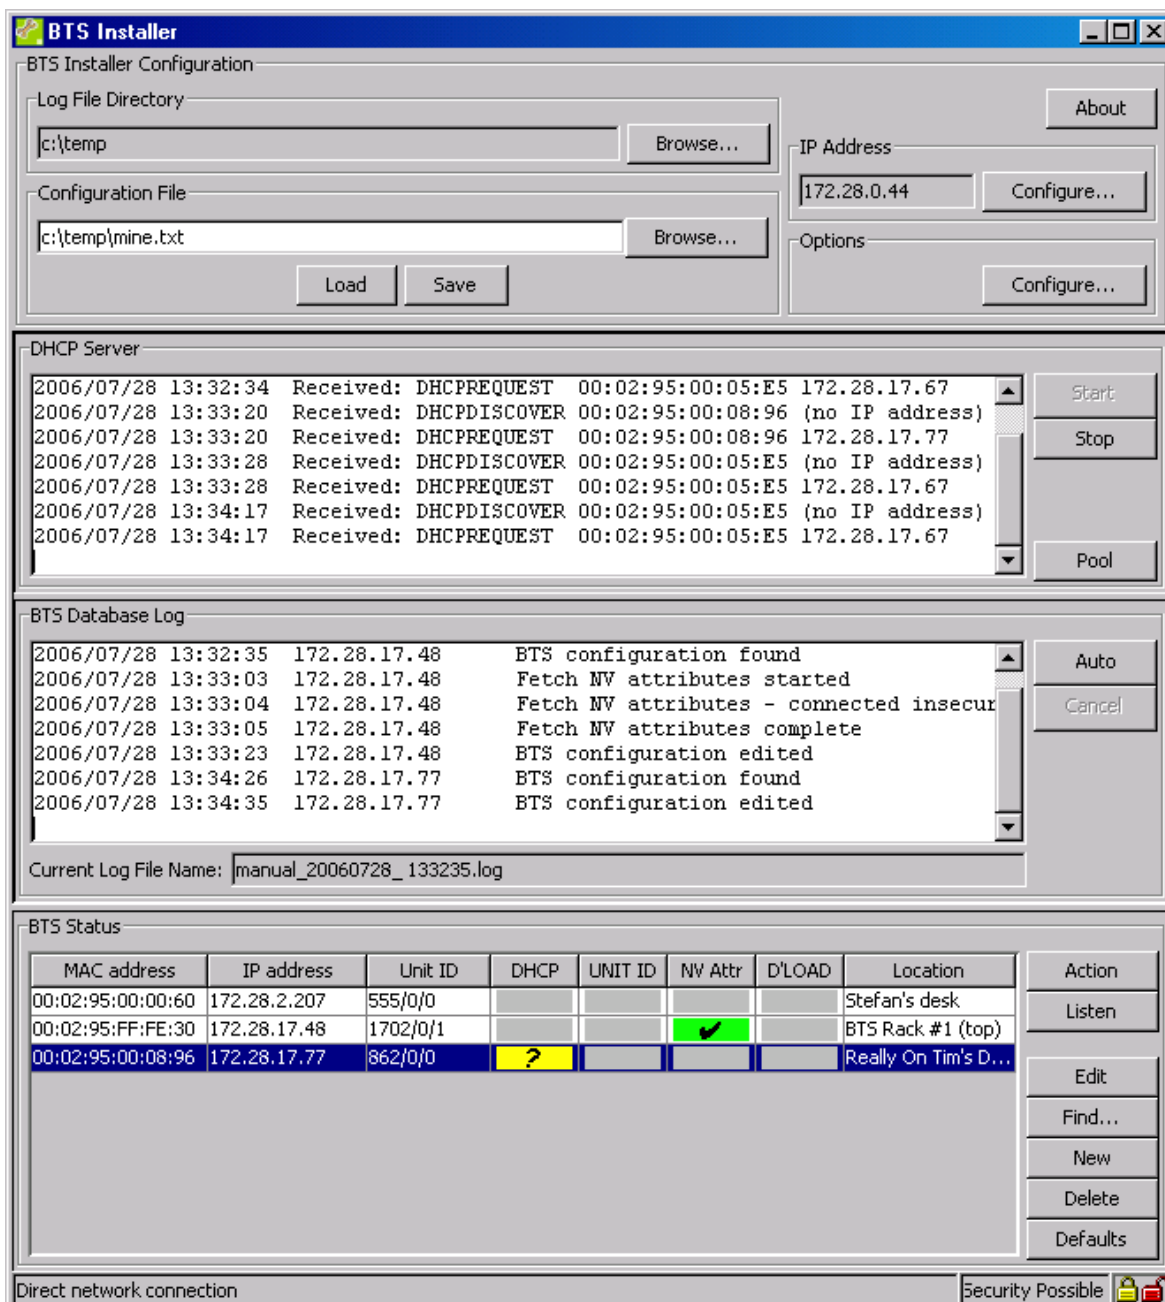 BTS Installer
BTS Installer Configuration
Log File Directory
c:\temp
Browse...
About
Configuration File
c:\temp\mine.txt
Browse...
Load
Save
IP Address
172.28.0.44
Configure...
Options
Configure...
DHCP Server
2006/07/28 13:32:34 Received: DHCPREQUEST 00:02:95:00:05:E5 172.28.17.67
2006/07/28 13:33:20 Received: DHCPDISCOVER 00:02:95:00:08:96 (no IP address)
2006/07/28 13:33:20 Received: DHCPREQUEST 00:02:95:00:08:96 172.28.17.77
2006/07/28 13:33:28 Received: DHCPDISCOVER 00:02:95:00:05:E5 (no IP address)
2006/07/28 13:33:28 Received: DHCPREQUEST 00:02:95:00:05:E5 172.28.17.67
2006/07/28 13:34:17 Received: DHCPDISCOVER 00:02:95:00:05:E5 (no IP address)
2006/07/28 13:34:17 Received: DHCPREQUEST 00:02:95:00:05:E5 172.28.17.67
Start
Stop
Pool
BTS Database Log
2006/07/28 13:32:35 172.28.17.48 BTS configuration found
2006/07/28 13:33:03 172.28.17.48 Fetch NV attributes started
2006/07/28 13:33:04 172.28.17.48 Fetch NV attributes - connected insecur
2006/07/28 13:33:05 172.28.17.48 Fetch NV attributes complete
2006/07/28 13:33:23 172.28.17.48 BTS configuration edited
2006/07/28 13:34:26 172.28.17.77 BTS configuration found
2006/07/28 13:34:35 172.28.17.77 BTS configuration edited
Auto
Cancel
Current Log File Name: manual_20060728_ 133235.log
BTS Status
MAC address IP address Unit ID DHCP UNIT ID NV Attr D'LOAD Location
00:02:95:00:00:60 172.28.2.207 555/0/0 Stefan's desk
00:02:95:FF:FE:30 172.28.17.48 1702/0/1 BTS Rack #1 (top)
00:02:95:00:08:96 172.28.17.77 862/0/0 ? Really On Tim's D...
Action
Listen
Edit
Find...
New
Delete
Defaults
Direct network connection
Security Possible